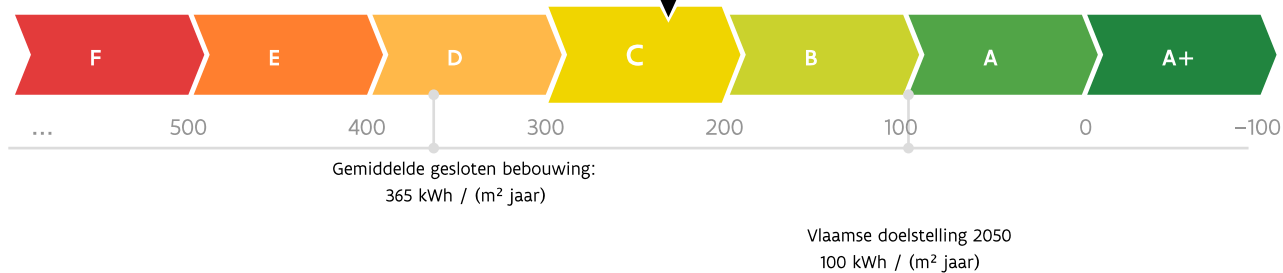 F E D C B A A+
... 500 400 300 200 100 0 –100
Gemiddelde gesloten bebouwing:
365 kWh / (m² jaar)
Vlaamse doelstelling 2050
100 kWh / (m² jaar)